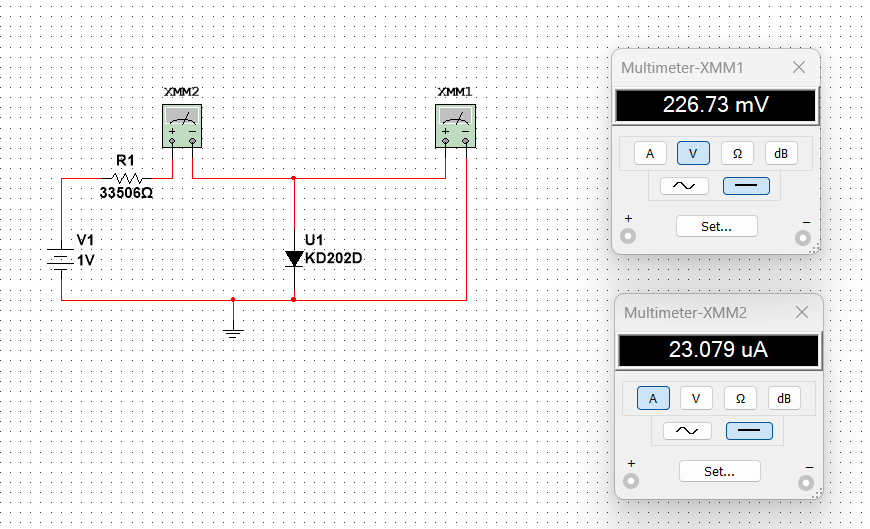 XMM2
XMM1
R1
33506Ω
V1
1V
U1
KD202D
Multimeter-XMM1
226.73 mV
A V Ω dB
+ −
Set...
Multimeter-XMM2
23.079 uA
A V Ω dB
+ −
Set...